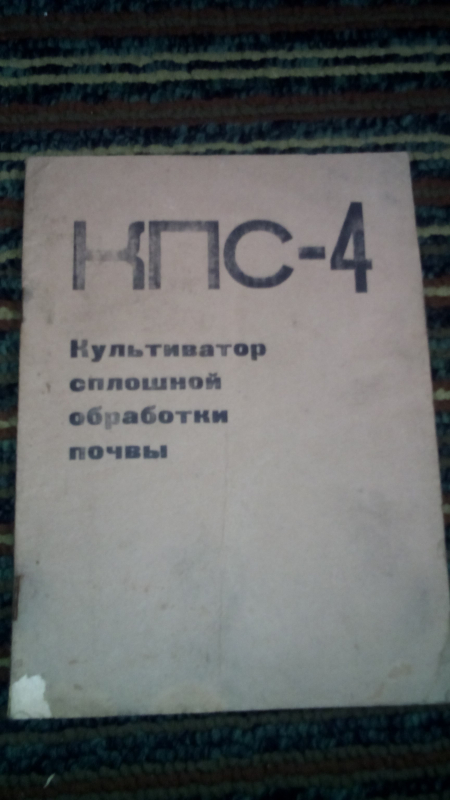 КПС-4
Культиватор
сплошной
обработки
почвы